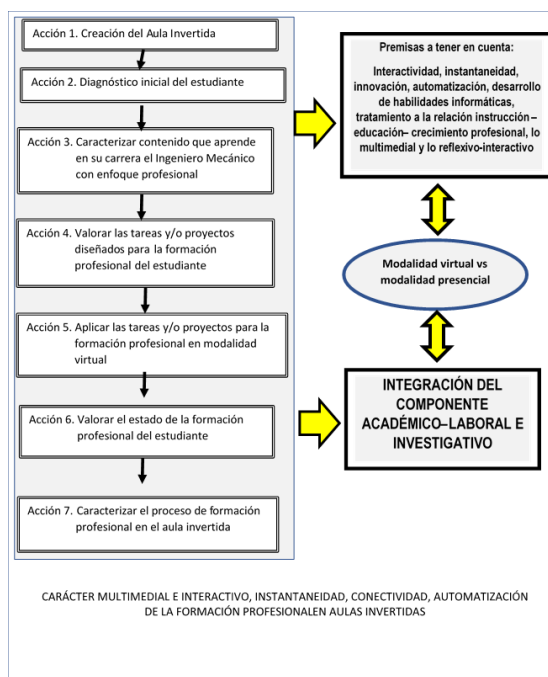 Acción 1. Creación del Aula Invertida
Acción 2. Diagnóstico inicial del estudiante
Acción 3. Caracterizar contenido que aprende
en su carrera el Ingeniero Mecánico
con enfoque profesional
Acción 4. Valorar las tareas y/o proyectos
diseñados para la formación
profesional del estudiante
Acción 5. Aplicar las tareas y/o proyectos para la
formación profesional en modalidad
virtual
Acción 6. Valorar el estado de la formación
profesional del estudiante
Acción 7. Caracterizar el proceso de formación
profesional en el aula invertida
Premisas a tener en cuenta:
Interactividad, instantaneidad,
innovación, automatización, desarrollo
de habilidades informáticas,
tratamiento a la relación instrucción –
educación– crecimiento profesional, lo
multimedial y lo reflexivo-interactivo
Modalidad virtual vs
modalidad presencial
INTEGRACIÓN DEL
COMPONENTE
ACADÉMICO–LABORAL E
INVESTIGATIVO
CARÁCTER MULTIMEDIAL E INTERACTIVO, INSTANTANEIDAD, CONECTIVIDAD, AUTOMATIZACIÓN
DE LA FORMACIÓN PROFESIONALEN AULAS INVERTIDAS